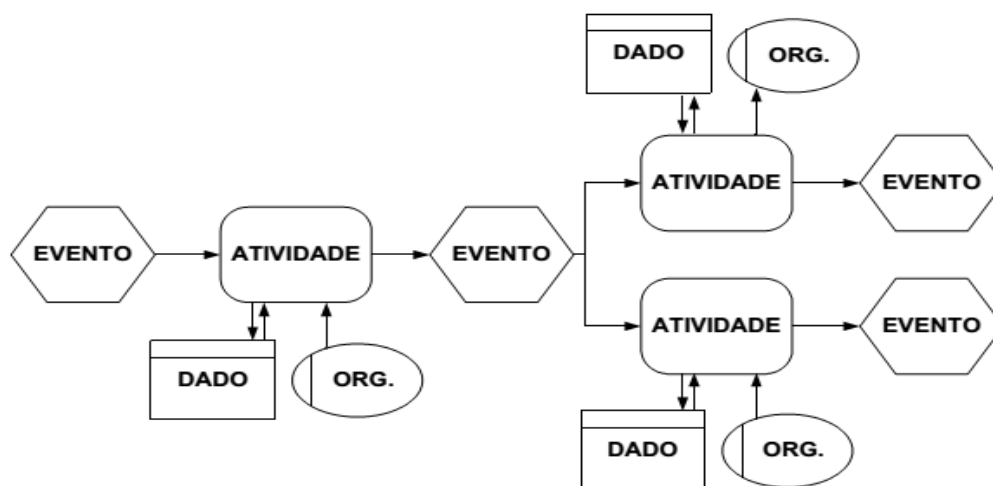 DADO
ORG.
ATIVIDADE
EVENTO
EVENTO
ATIVIDADE
EVENTO
DADO
ORG.
ATIVIDADE
EVENTO
DADO
ORG.